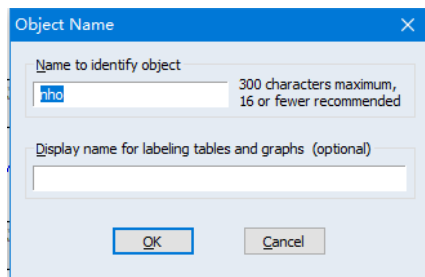 Object Name
Name to identify object
nho
300 characters maximum,
16 or fewer recommended
Display name for labeling tables and graphs (optional)
OK
Cancel